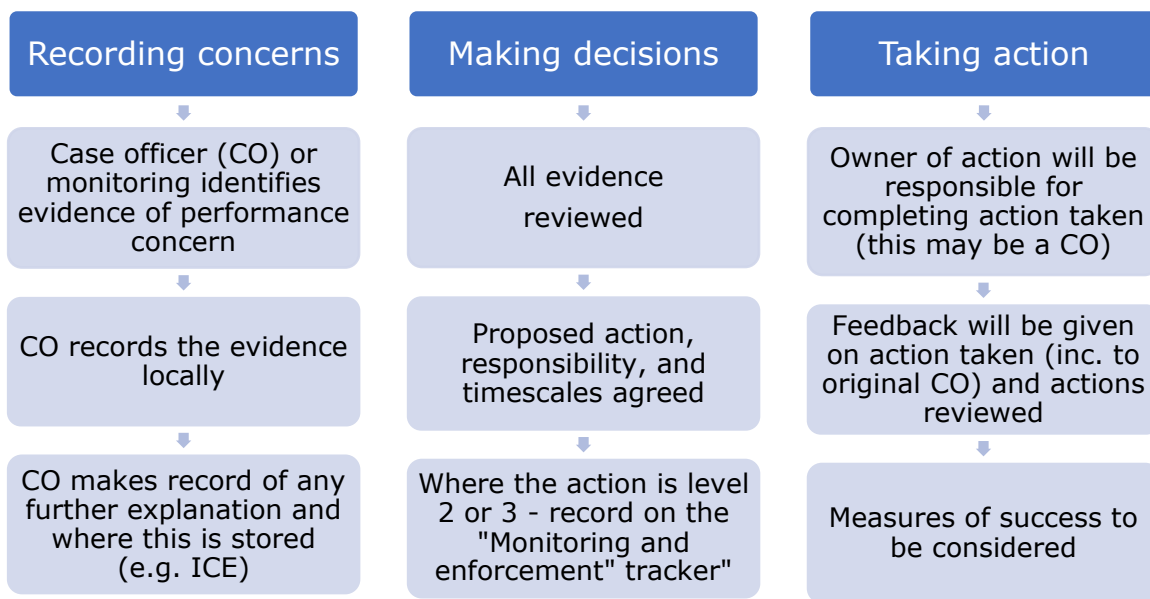 Recording concerns
Case officer (CO) or
monitoring identifies
evidence of performance
concern
CO records the evidence
locally
CO makes record of any
further explanation and
where this is stored
(e.g. ICE)
Making decisions
All evidence
reviewed
Proposed action,
responsibility, and
timescales agreed
Where the action is level
2 or 3 - record on the
"Monitoring and
enforcement" tracker"
Taking action
Owner of action will be
responsible for
completing action taken
(this may be a CO)
Feedback will be given
on action taken (inc. to
original CO) and actions
reviewed
Measures of success to
be considered